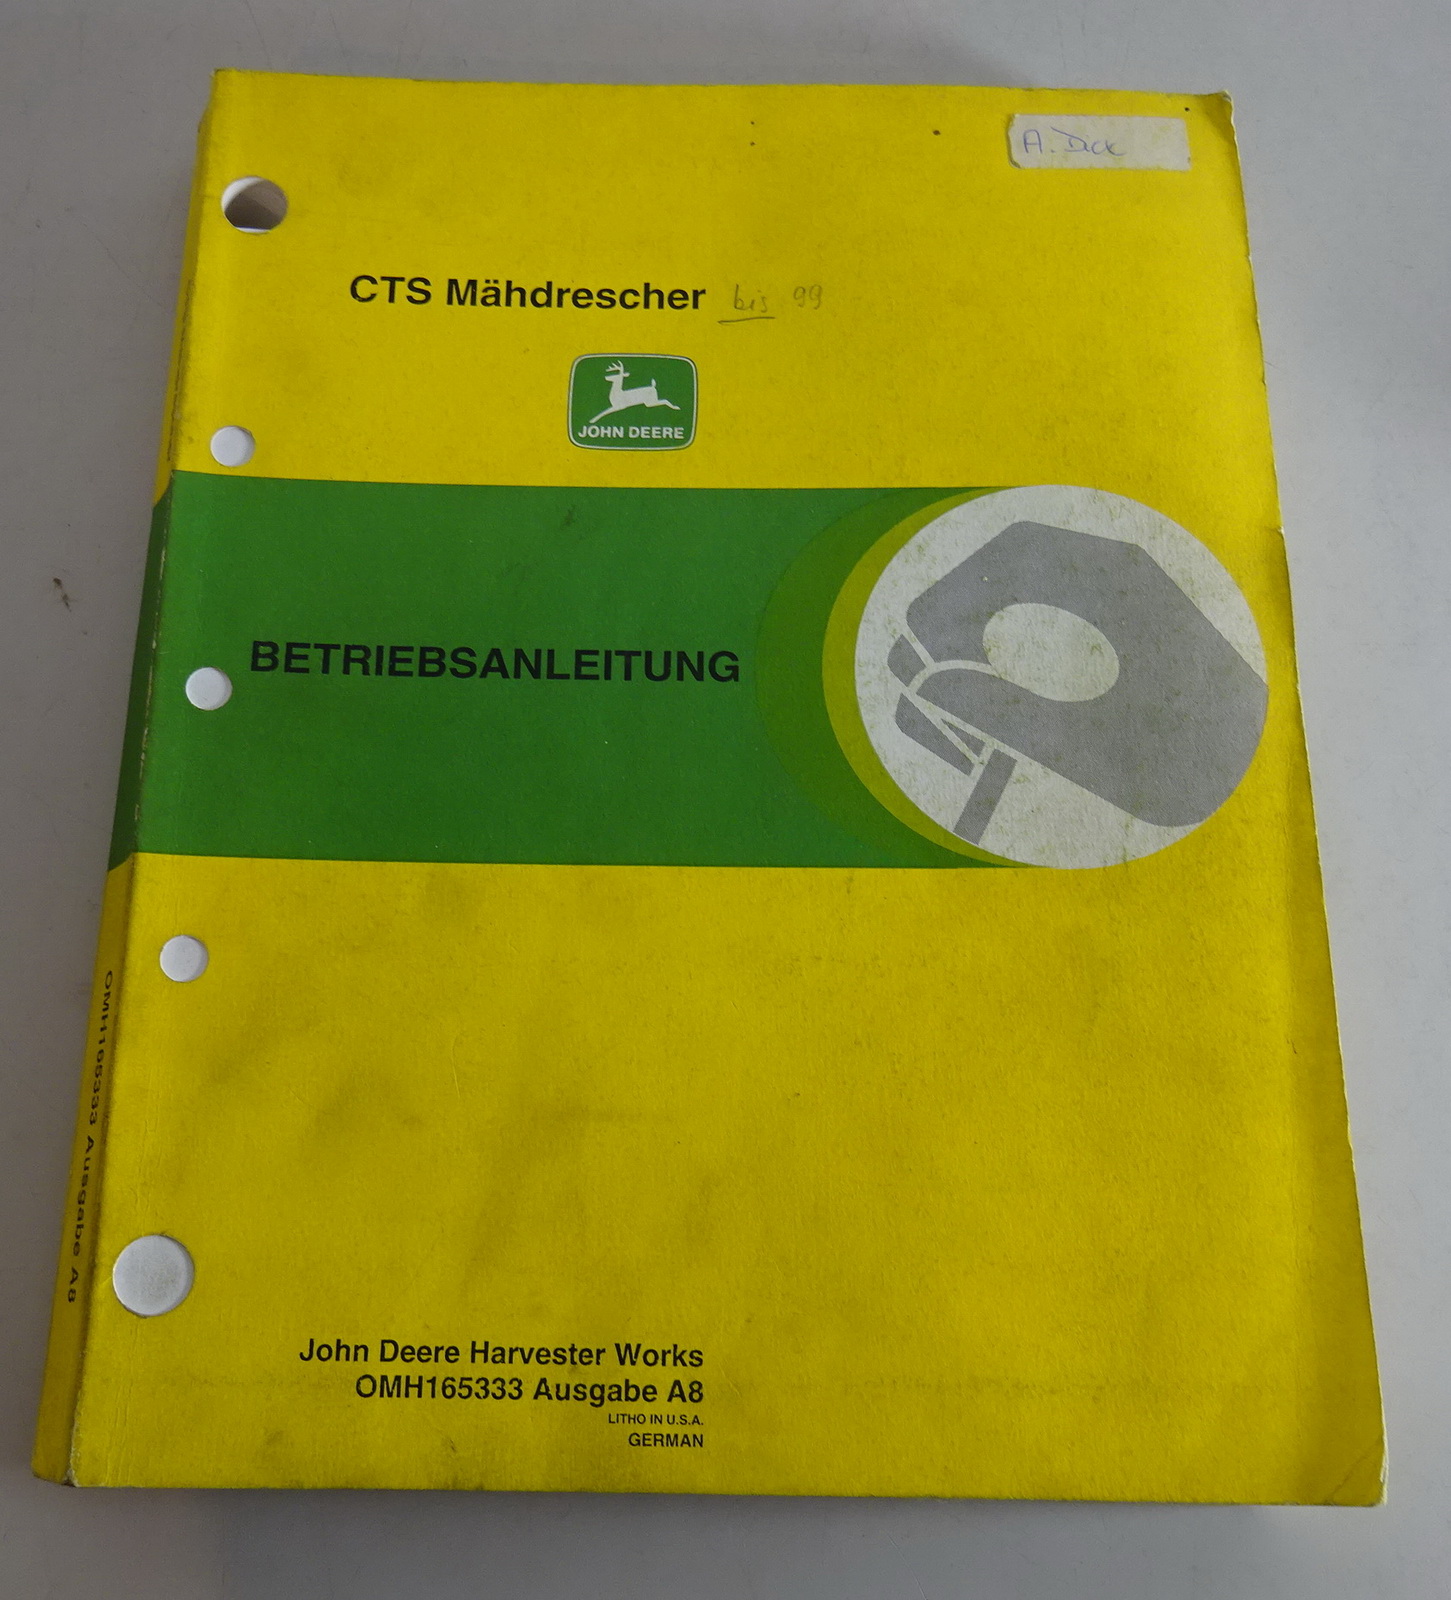 A. Dick
CTS Mähdrescher bis 99
JOHN DEERE
BETRIEBSANLEITUNG
John Deere Harvester Works
OMH165333 Ausgabe A8
LITHO IN U.S.A.
GERMAN
OMH165333 Ausgabe A8